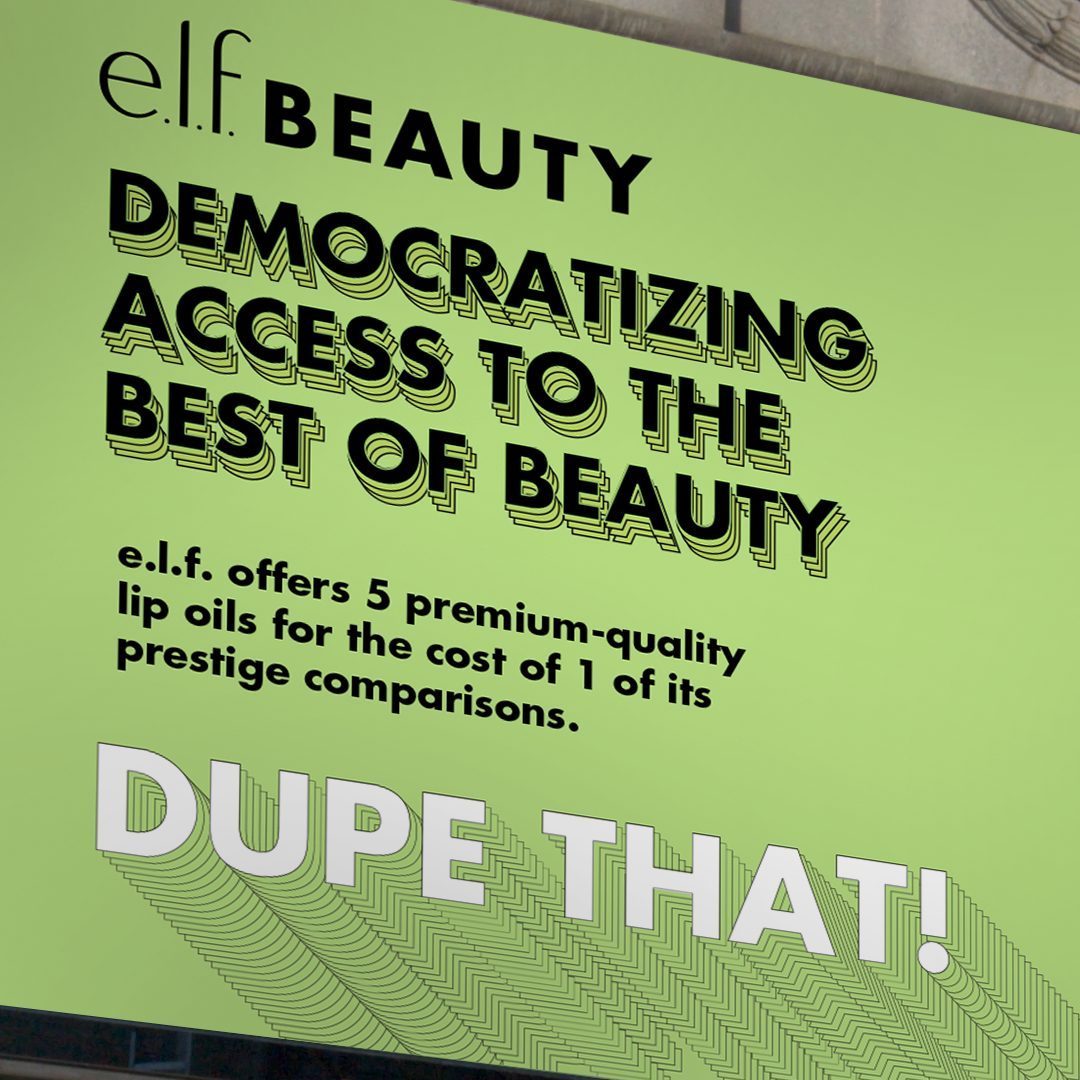 e.l.f. BEAUTY
DEMOCRATIZING
ACCESS TO THE
BEST OF BEAUTY
e.l.f. offers 5 premium-quality
lip oils for the cost of 1 of its
prestige comparisons.
DUPE THAT!